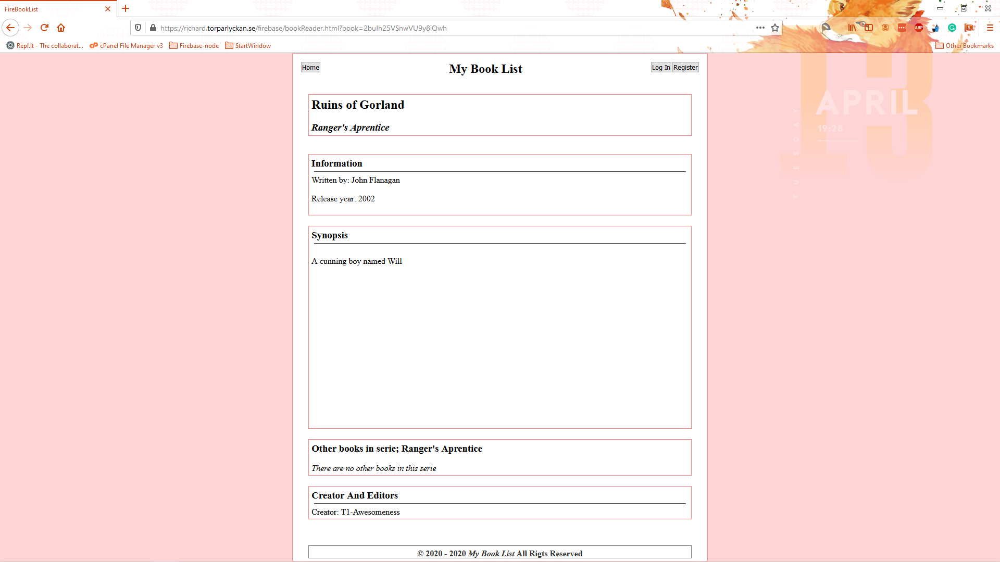 FireBookList
https://richard.torparlyckan.se/firebase/bookReader.html?book=2buIh25VSnwVU9y8iQwh
ABP
Repl.it - The collaborat... cPanel File Manager v3 Firebase-node StartWindow Other Bookmarks
Home My Book List Log In Register
Ruins of Gorland
Ranger's Aprentice
Information
Written by: John Flanagan
Release year: 2002
Synopsis
A cunning boy named Will
Other books in serie; Ranger's Aprentice
There are no other books in this serie
Creator And Editors
Creator: T1-Awesomeness
© 2020 - 2020 My Book List All Rigts Reserved
13
APRIL
19:28
TUESDAY